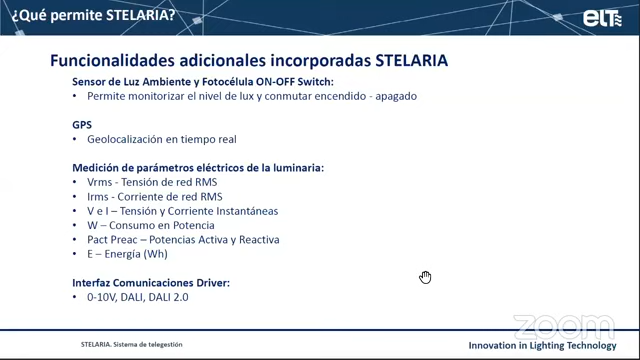 ¿Qué permite STELARIA?
ELT
Funcionalidades adicionales incorporadas STELARIA
Sensor de Luz Ambiente y Fotocélula ON-OFF Switch:
• Permite monitorizar el nivel de lux y conmutar encendido - apagado
GPS
• Geolocalización en tiempo real
Medición de parámetros eléctricos de la luminaria:
• Vrms - Tensión de red RMS
• Irms - Corriente de red RMS
• V e I – Tensión y Corriente Instantáneas
• W – Consumo en Potencia
• Pact Preac – Potencias Activa y Reactiva
• E – Energía (Wh)
Interfaz Comunicaciones Driver:
• 0-10V, DALI, DALI 2.0
zoom
STELARIA. Sistema de telegestión
Innovation in Lighting Technology